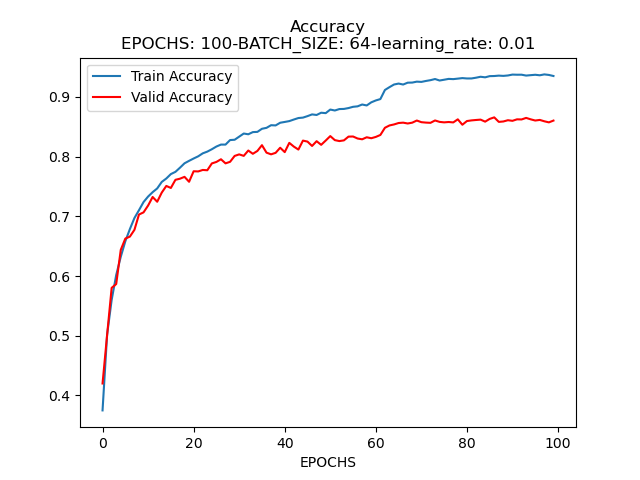 Accuracy
EPOCHS: 100-BATCH_SIZE: 64-learning_rate: 0.01
Train Accuracy
Valid Accuracy
0.9
0.8
0.7
0.6
0.5
0.4
0 20 40 60 80 100
EPOCHS